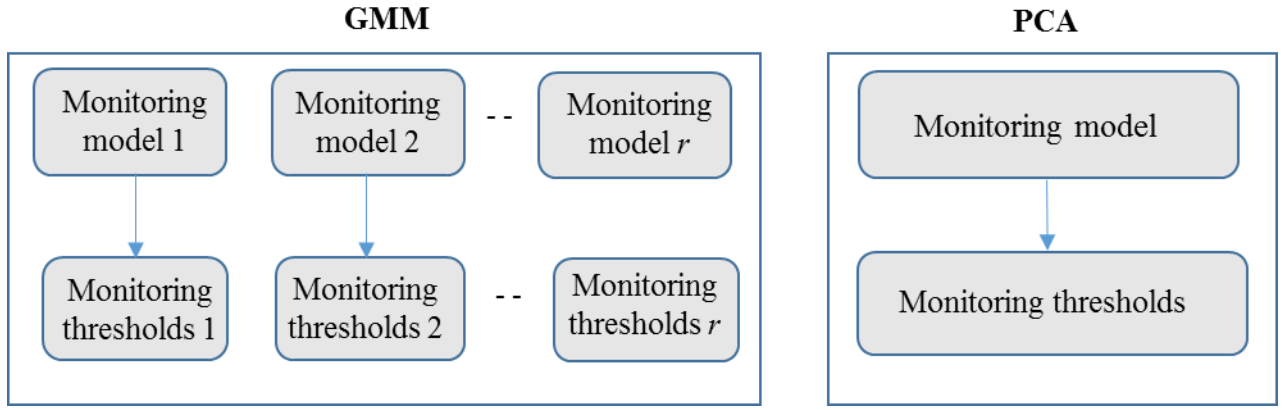 GMM
Monitoring
model 1
Monitoring
model 2
- -
Monitoring
model r
Monitoring
thresholds 1
Monitoring
thresholds 2
- -
Monitoring
thresholds r
PCA
Monitoring model
Monitoring thresholds